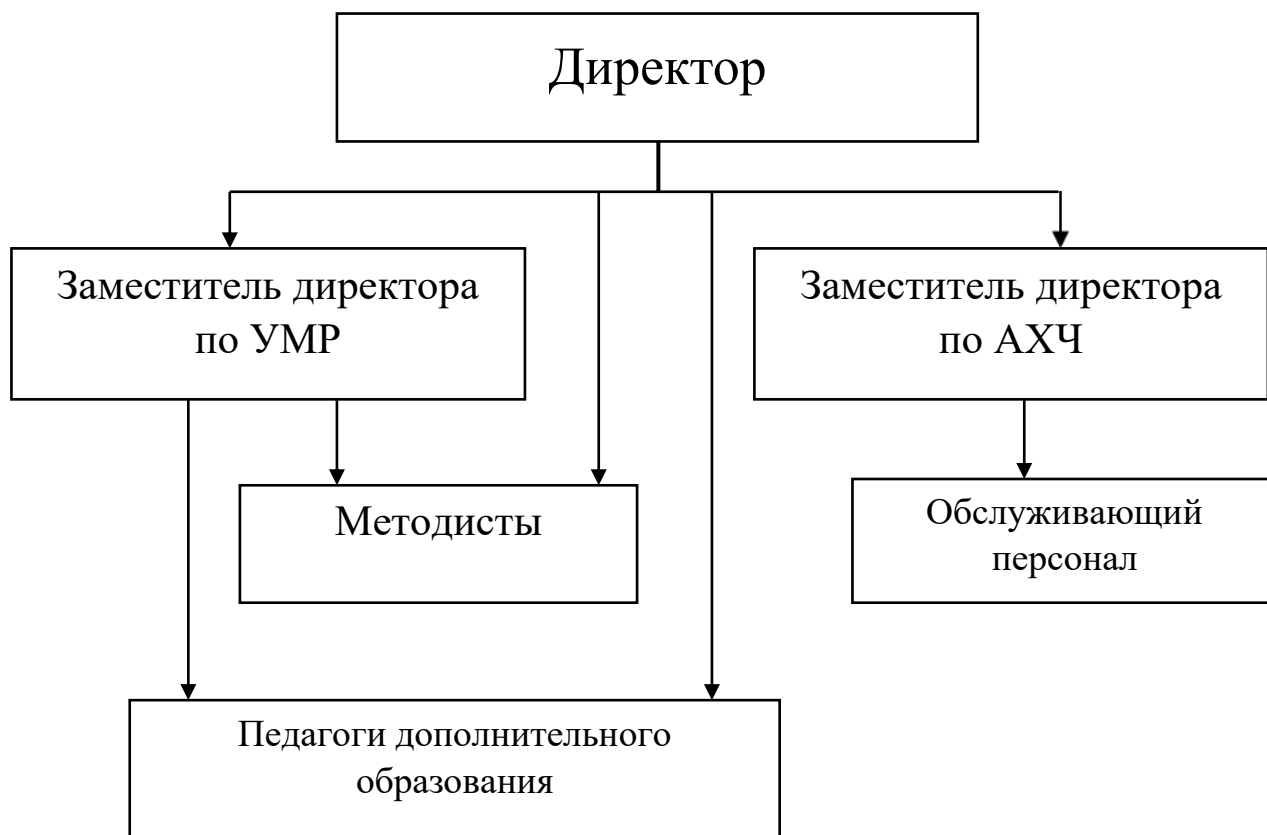 Директор
Заместитель директора
по УМР
Заместитель директора
по АХЧ
Методисты
Обслуживающий
персонал
Педагоги дополнительного
образования